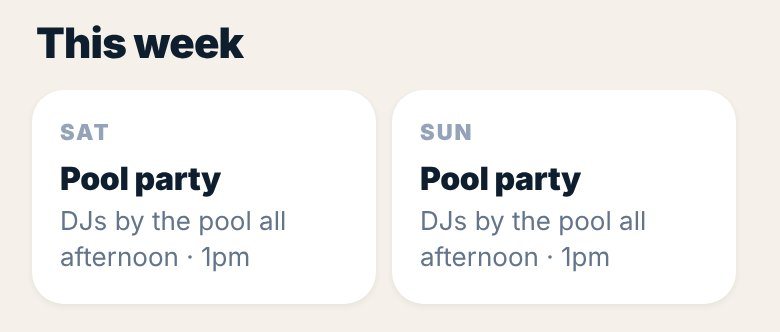 This week
SAT
Pool party
DJs by the pool all
afternoon · 1pm
SUN
Pool party
DJs by the pool all
afternoon · 1pm